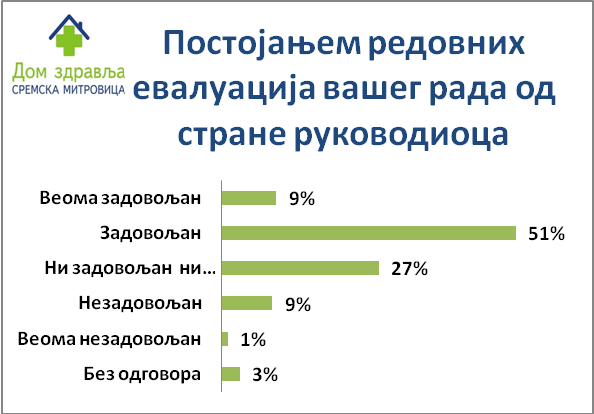 Дом здравља
СРЕМСКА МИТРОВИЦА
Постојањем редовних
евалуација вашег рада од
стране руководиоца
Веома задовољан 9%
Задовољан 51%
Ни задовољан ни... 27%
Незадовољан 9%
Веома незадовољан 1%
Без одговора 3%